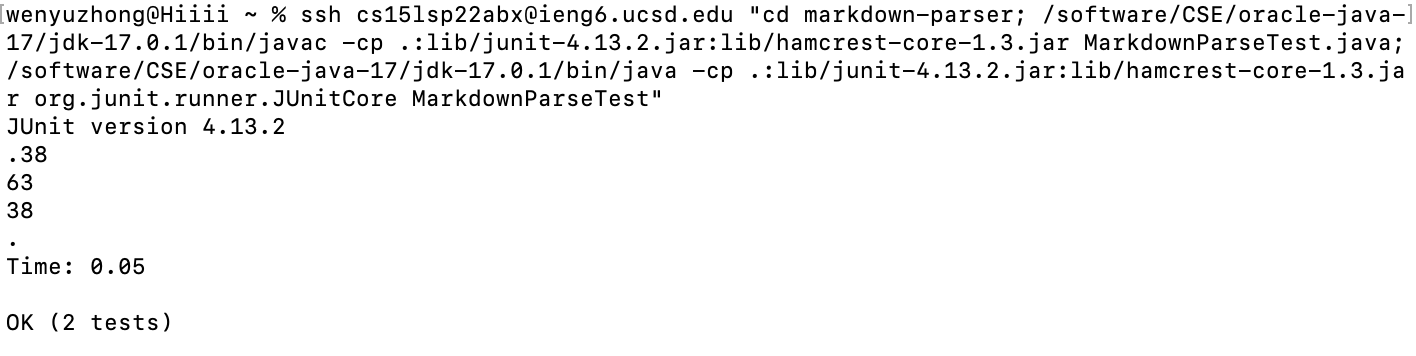 [wenyuzhong@Hiiii ~ % ssh cs15lsp22abx@ieng6.ucsd.edu "cd markdown-parser; /software/CSE/oracle-java-]
17/jdk-17.0.1/bin/javac -cp .:lib/junit-4.13.2.jar:lib/hamcrest-core-1.3.jar MarkdownParseTest.java;
/software/CSE/oracle-java-17/jdk-17.0.1/bin/java -cp .:lib/junit-4.13.2.jar:lib/hamcrest-core-1.3.ja
r org.junit.runner.JUnitCore MarkdownParseTest"
JUnit version 4.13.2
.38
63
38
.
Time: 0.05
OK (2 tests)